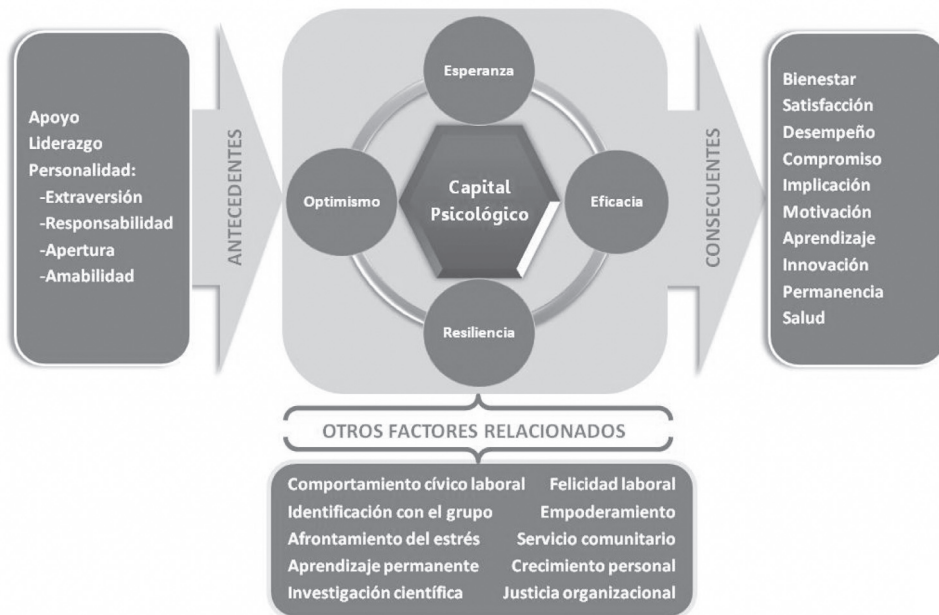 Apoyo
Liderazgo
Personalidad:
-Extraversión
-Responsabilidad
-Apertura
-Amabilidad
ANTECEDENTES
Esperanza
Optimismo
Capital
Psicológico
Eficacia
Resiliencia
CONSECUENTES
Bienestar
Satisfacción
Desempeño
Compromiso
Implicación
Motivación
Aprendizaje
Innovación
Permanencia
Salud
OTROS FACTORES RELACIONADOS
Comportamiento cívico laboral
Identificación con el grupo
Afrontamiento del estrés
Aprendizaje permanente
Investigación científica
Felicidad laboral
Empoderamiento
Servicio comunitario
Crecimiento personal
Justicia organizacional